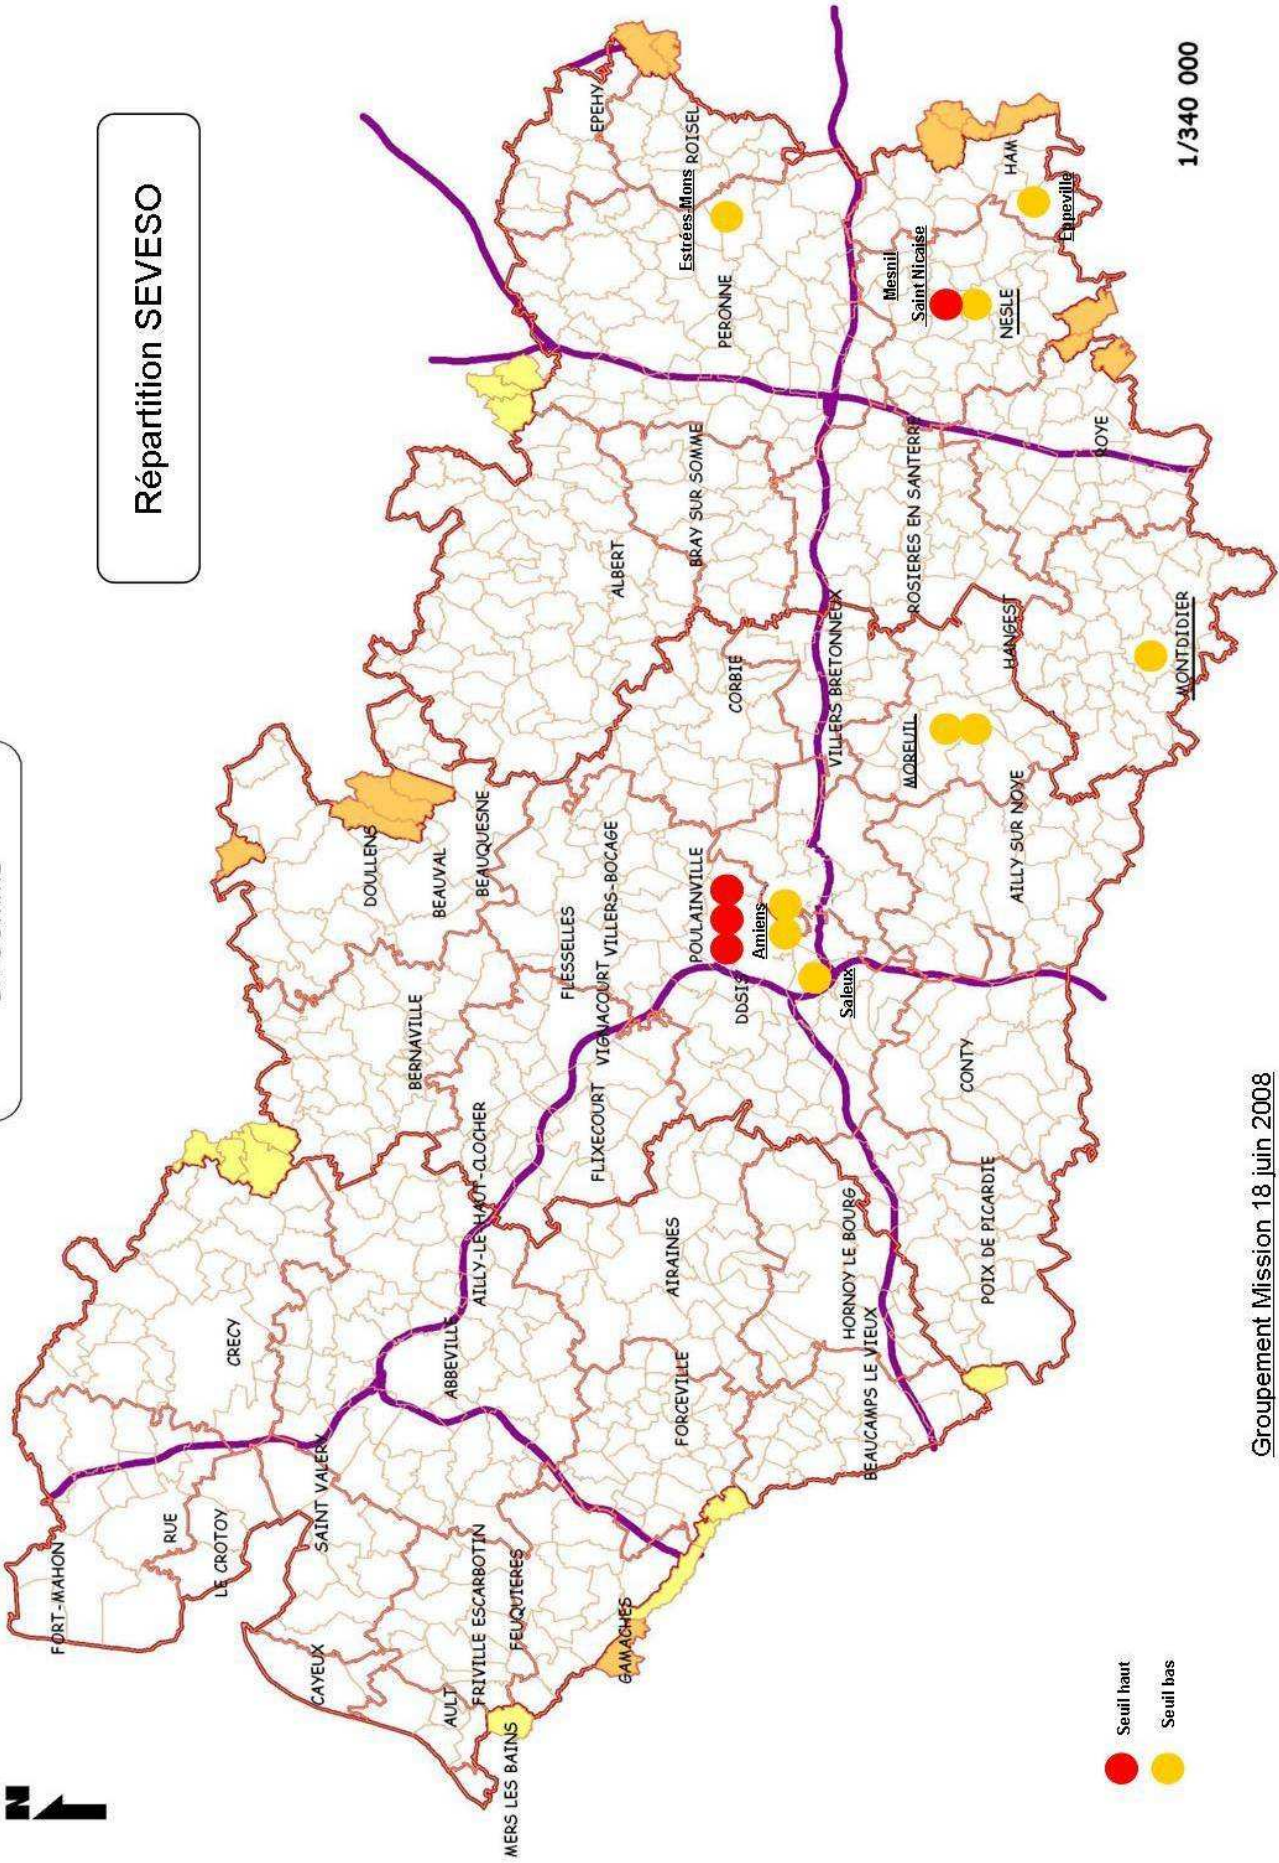 Répartition SEVESO
N
FORT-MAHON
RUE
CRECY
LE CROTOY
SAINT VALERY
CAYEUX
DOULLENS
BERNAVILLE
BEAUVAL
ABBEVILLE
AULT
AILLY-LE-HAUT-CLOCHER
BEAUQUESNE
FRIVILLE ESCARBOTIN
MERS LES BAINS
FEUQUIERES
FLESSELLES
EPEHY
FLIXECOURT
VIGNACOURT
VILLERS-BOCAGE
ALBERT
GAMACHES
AIRAINES
FORCEVILLE
POULAINVILLE
BRAY SUR SOMME
Estrées-Mons
ROISEL
PERONNE
CORBIE
DDSIS
Amiens
VILLERS BRETONNEUX
Saleux
HORNOY LE BOURG
BEAUCAMPS LE VIEUX
MOREUIL
ROSIERES EN SANTERRE
Mesnil
Saint Nicaise
CONTY
POIX DE PICARDIE
AILLY SUR NOYE
HANGEST
NESLE
HAM
Eppeville
ROYE
MONTDIDIER
Seuil haut
Seuil bas
Groupement Mission 18 juin 2008
1/340 000